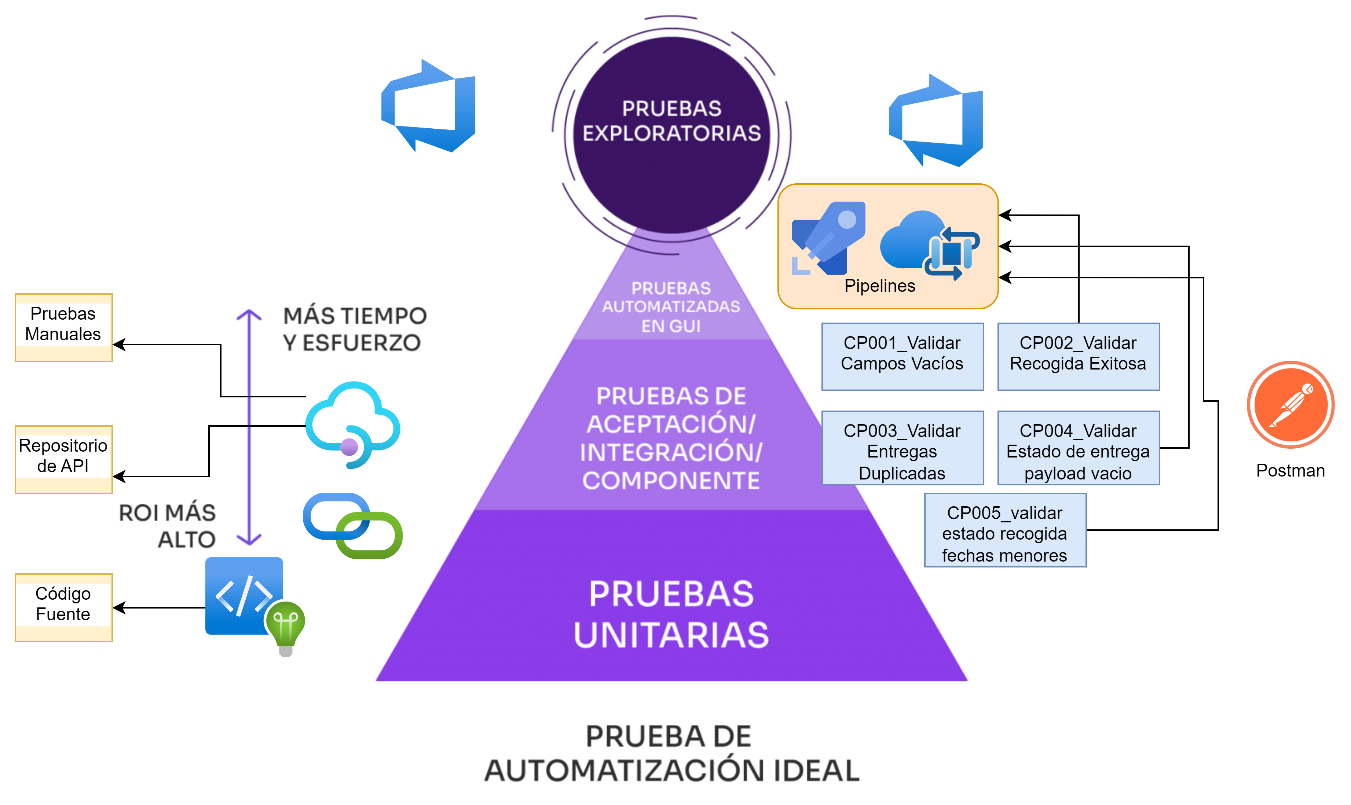 PRUEBAS
EXPLORATORIAS
PRUEBAS
AUTOMATIZADAS
EN GUI
PRUEBAS DE
ACEPTACIÓN/
INTEGRACIÓN/
COMPONENTE
PRUEBAS
UNITARIAS
PRUEBA DE
AUTOMATIZACIÓN IDEAL
MÁS TIEMPO
Y ESFUERZO
ROI MÁS
ALTO
Pruebas
Manuales
Repositorio
de API
Código
Fuente
Pipelines
CP001_Validar
Campos Vacíos
CP002_Validar
Recogida Exitosa
CP003_Validar
Entregas
Duplicadas
CP004_Validar
Estado de entrega
payload vacio
CP005_validar
estado recogida
fechas menores
Postman